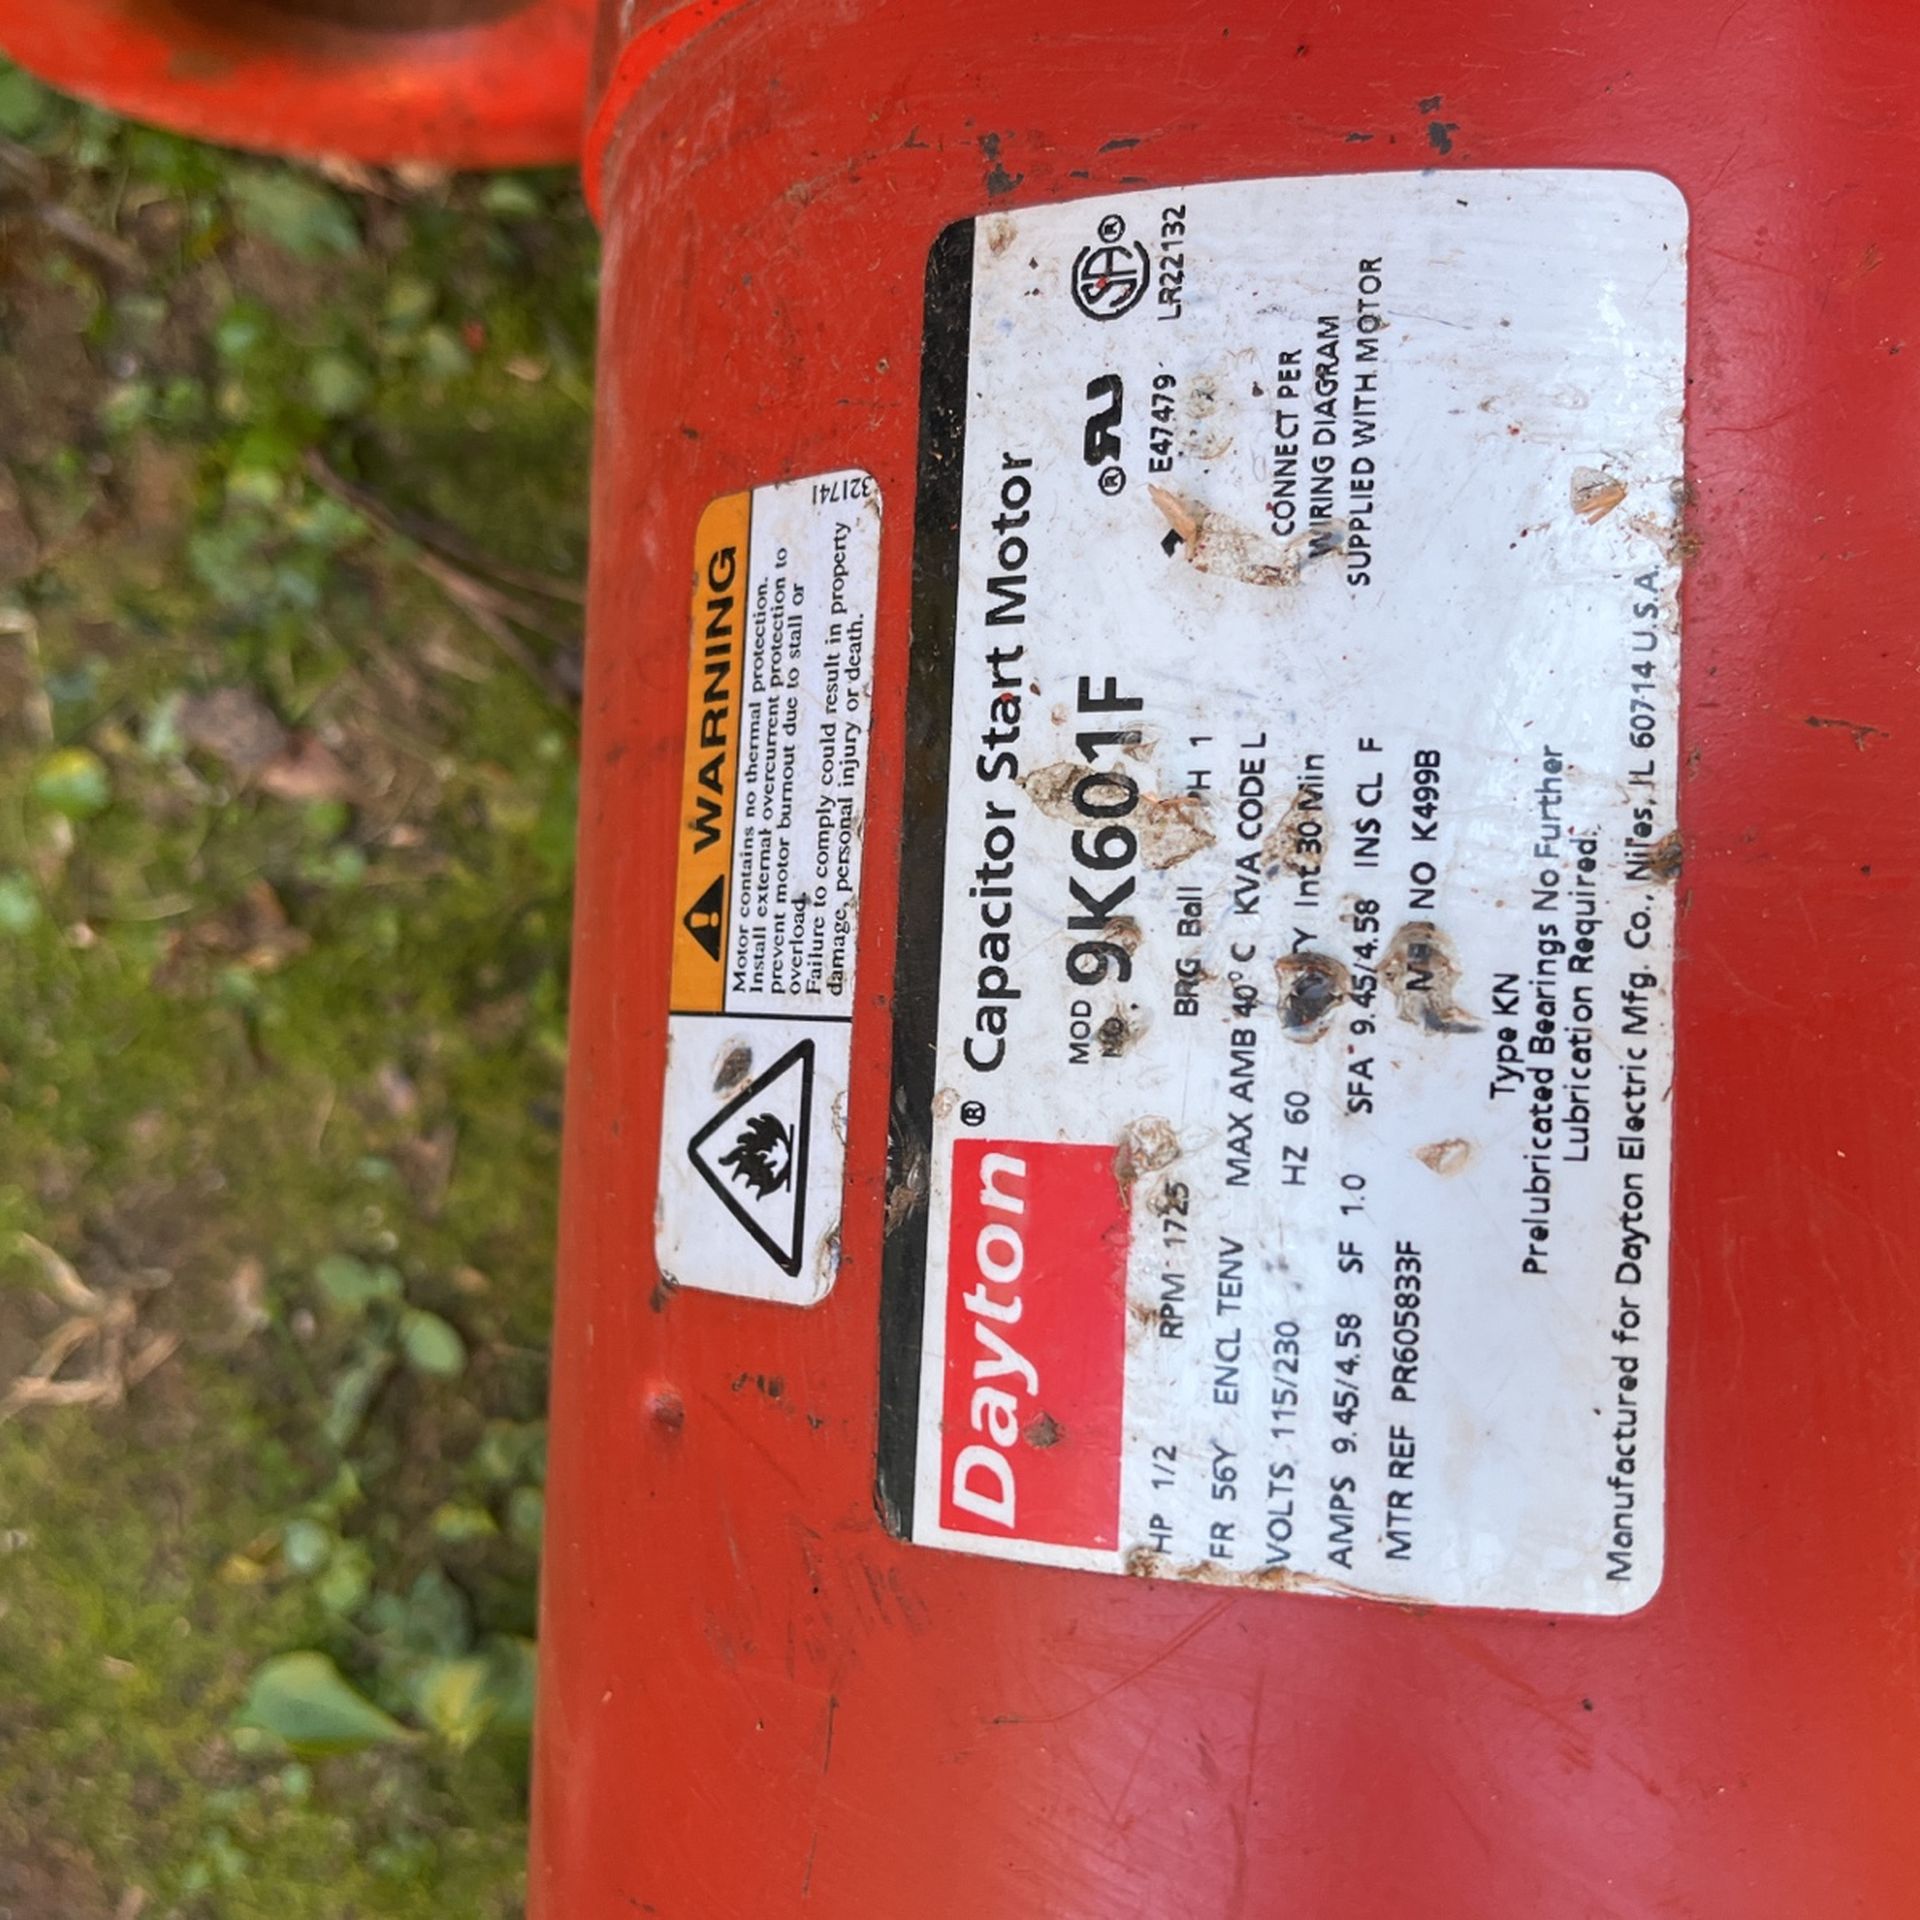 WARNING
Motor contains no thermal protection.
Install external overcurrent protection to
prevent motor burnout due to stall or
overload.
Failure to comply could result in property
damage, personal injury or death.
321741
Dayton® Capacitor Start Motor
MOD NO. 9K601F
E47479 LR22132
HP 1/2 RPM 1725 BRG Ball PH 1
FR 56Y ENCL TENV MAX AMB 40° C KVA CODE L
VOLTS 115/230 HZ 60 Int 30 Min
AMPS 9.45/4.58 SF 1.0 SFA 9.45/4.58 INS CL F
MTR REF PR605833F NO K499B
CONNECT PER
WIRING DIAGRAM
SUPPLIED WITH MOTOR
Type KN
Prelubricated Bearings No Further
Lubrication Required.
Manufactured for Dayton Electric Mfg. Co., Niles, IL 60714 U.S.A.